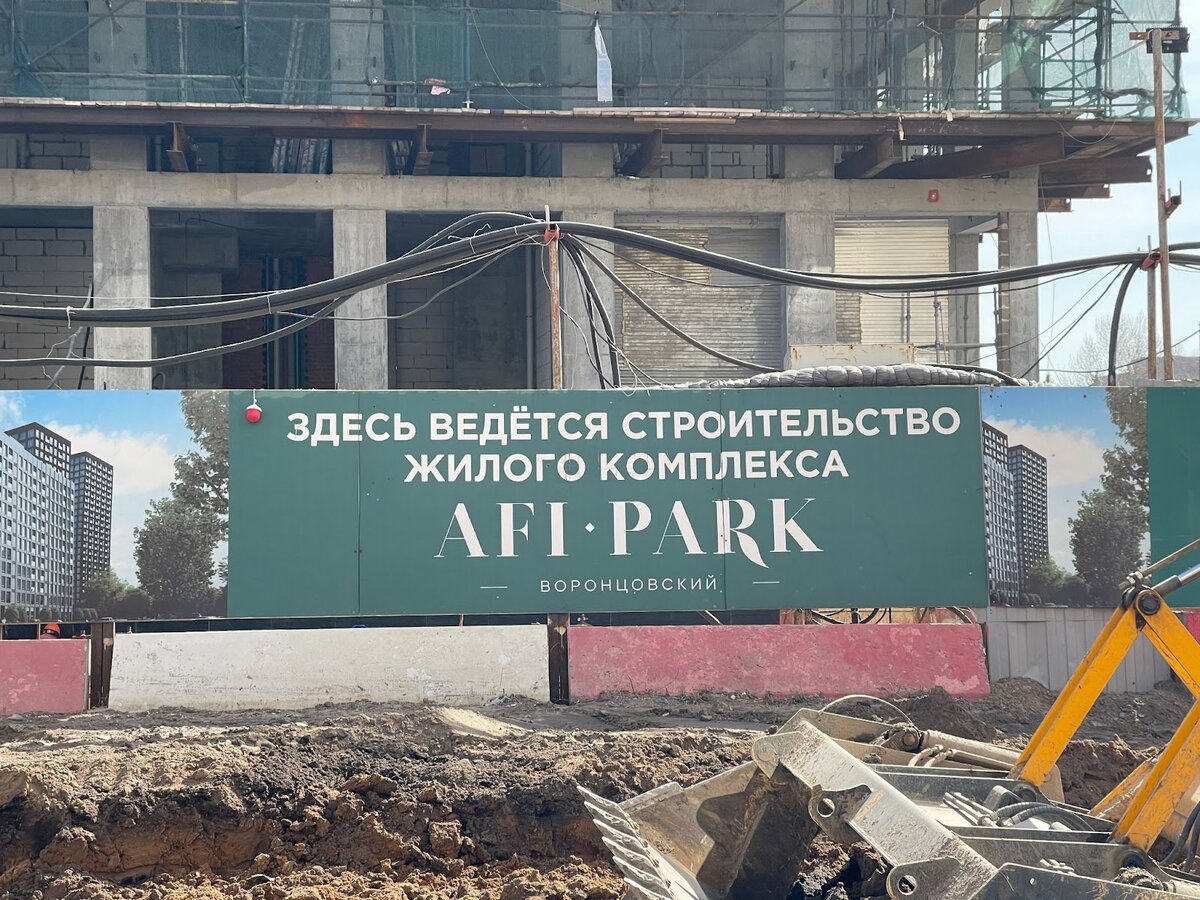 ЗДЕСЬ ВЕДЁТСЯ СТРОИТЕЛЬСТВО
ЖИЛОГО КОМПЛЕКСА
AFI · PARK
— ВОРОНЦОВСКИЙ —